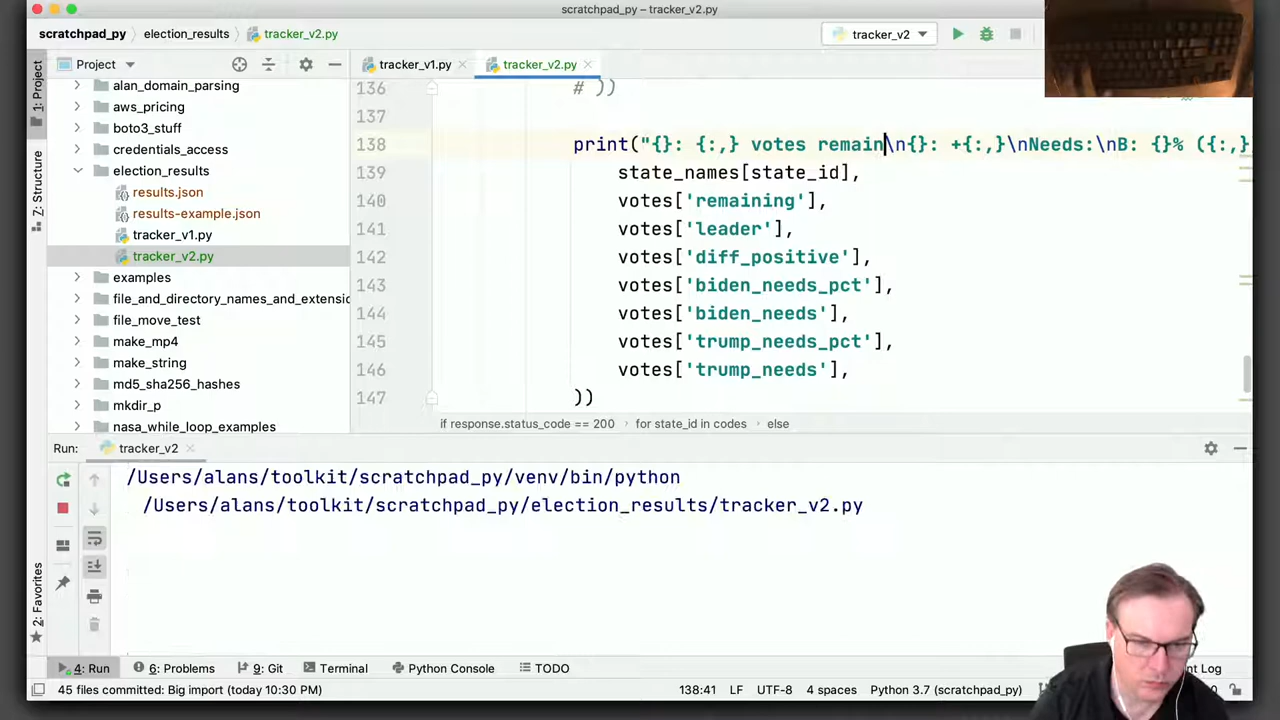 scratchpad_py – tracker_v2.py
scratchpad_py election_results tracker_v2.py
tracker_v2
1: Project
Project
tracker_v1.py
tracker_v2.py
alan_domain_parsing
aws_pricing
boto3_stuff
credentials_access
election_results
results.json
results-example.json
tracker_v1.py
tracker_v2.py
examples
file_and_directory_names_and_extensio
file_move_test
make_mp4
make_string
md5_sha256_hashes
mkdir_p
nasa_while_loop_examples
Z: Structure
136 # ))
137
138 print("{}: {:,} votes remain\n{}: +{:,}\nNeeds:\nB: {}% ({:,}
139 state_names[state_id],
140 votes['remaining'],
141 votes['leader'],
142 votes['diff_positive'],
143 votes['biden_needs_pct'],
144 votes['biden_needs'],
145 votes['trump_needs_pct'],
146 votes['trump_needs'],
147 ))
if response.status_code == 200 for state_id in codes else
Run: tracker_v2
/Users/alans/toolkit/scratchpad_py/venv/bin/python
/Users/alans/toolkit/scratchpad_py/election_results/tracker_v2.py
2: Favorites
4: Run 6: Problems 9: Git Terminal Python Console TODO
nt Log
45 files committed: Big import (today 10:30 PM)
138:41 LF UTF-8 4 spaces Python 3.7 (scratchpad_py)